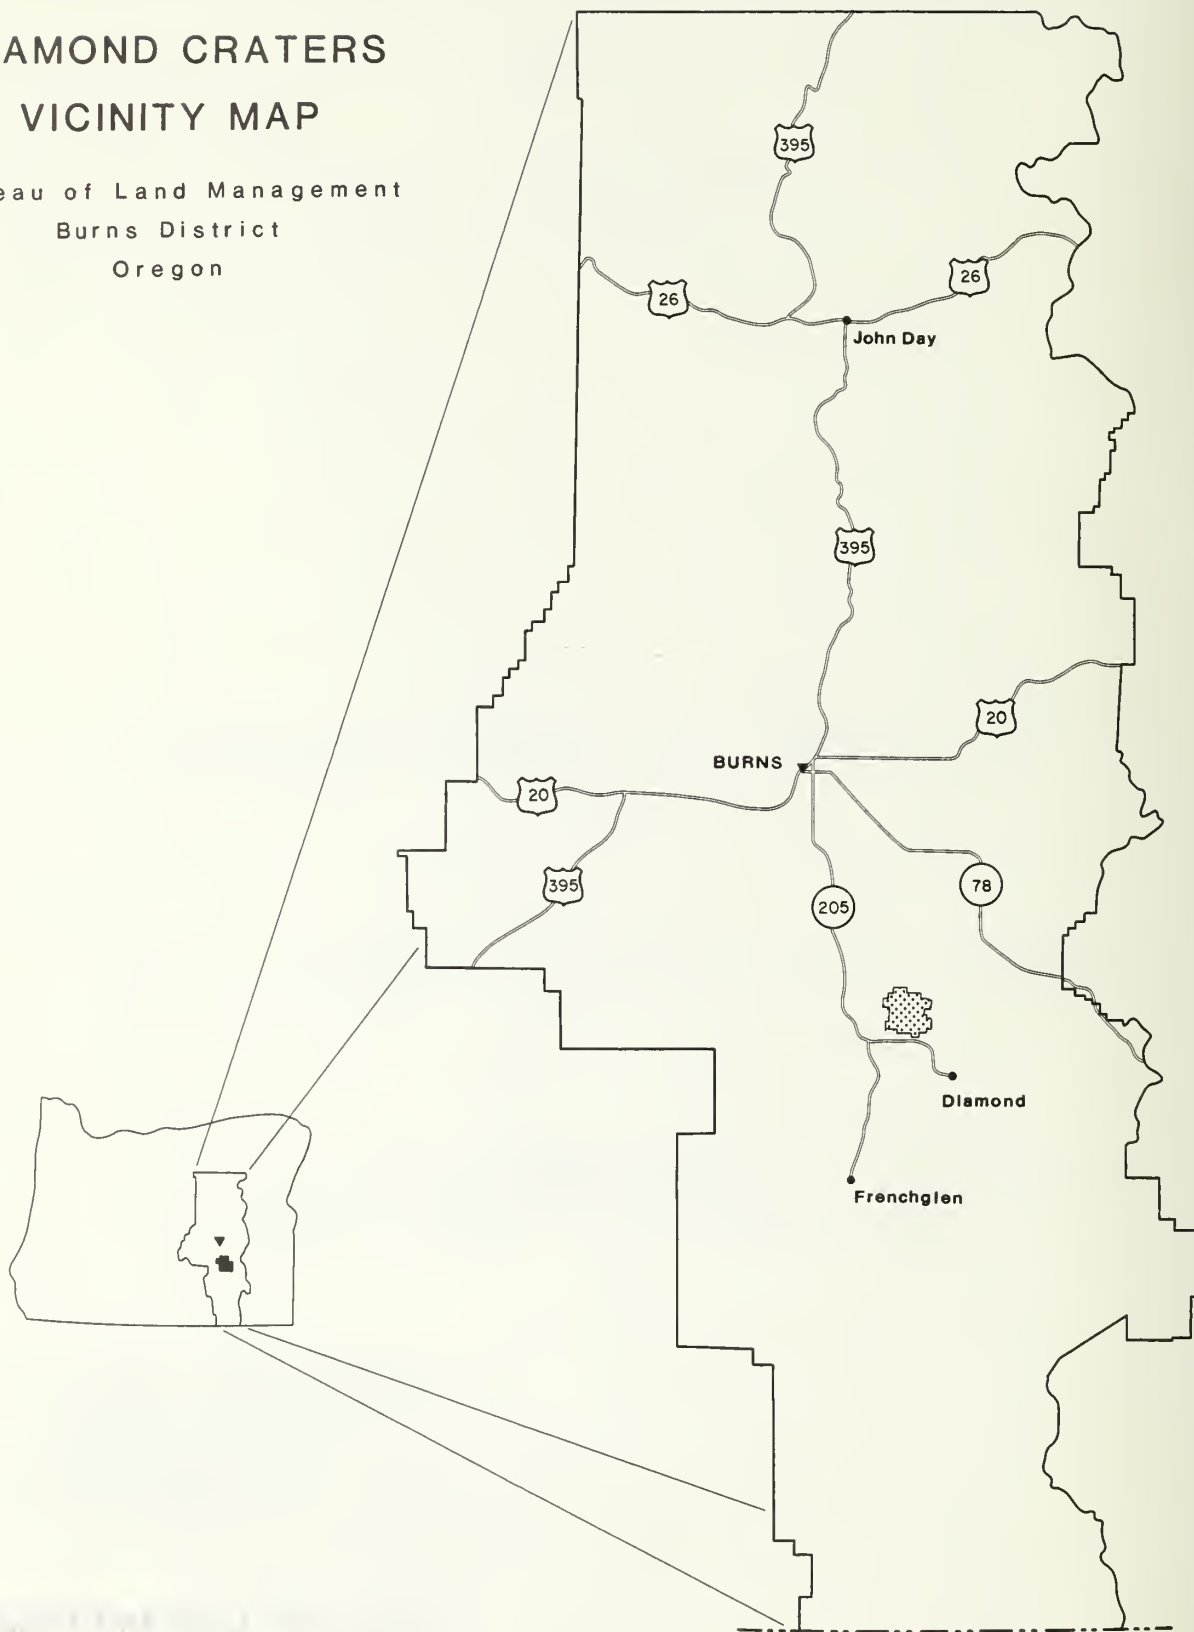 AMOND CRATERS
VICINITY MAP
eau of Land Management
Burns District
Oregon
395
26
26
John Day
395
20
BURNS
20
395
78
205
Diamond
Frenchglen